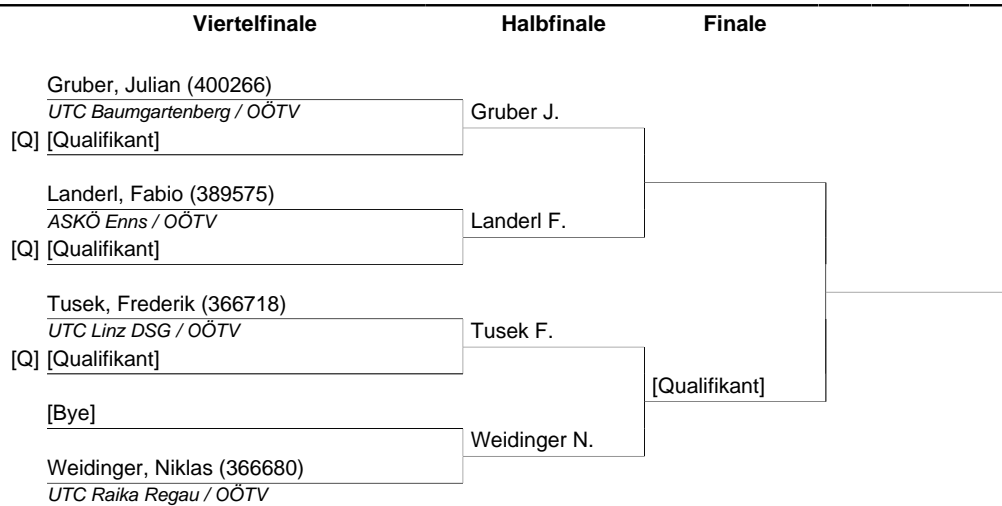 Viertelfinale Halbfinale Finale
Gruber, Julian (400266)
UTC Baumgartenberg / OÖTV Gruber J.
[Q] [Qualifikant]
Landerl, Fabio (389575)
ASKÖ Enns / OÖTV Landerl F.
[Q] [Qualifikant]
Tusek, Frederik (366718)
UTC Linz DSG / OÖTV Tusek F.
[Q] [Qualifikant]
[Qualifikant]
[Bye]
Weidinger N.
Weidinger, Niklas (366680)
UTC Raika Regau / OÖTV